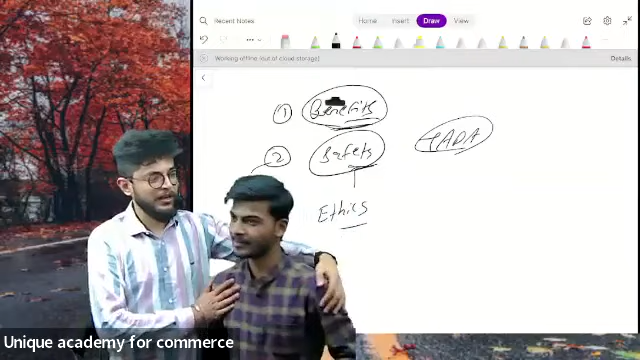 Recent Notes
Home Insert Draw View
Working offline (out of cloud storage)
Details
① Benefits
② Safety
TADA
Ethics
Unique academy for commerce